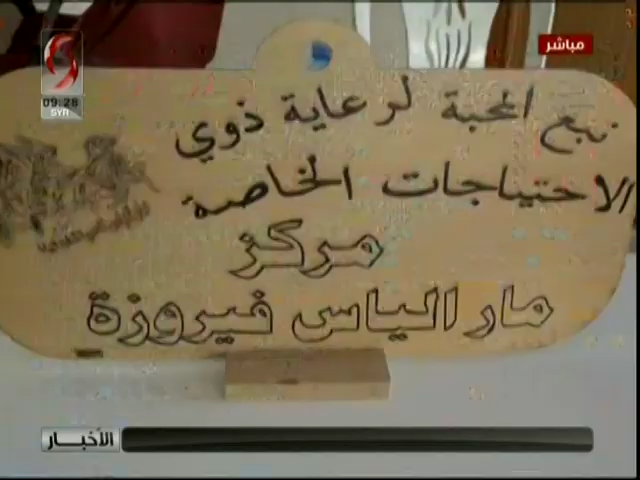 مباشر
09:28
SYR
نبع المحبة لرعاية ذوي
الاحتياجات الخاصة
مركز
مار الياس فيروزة
الأخبار